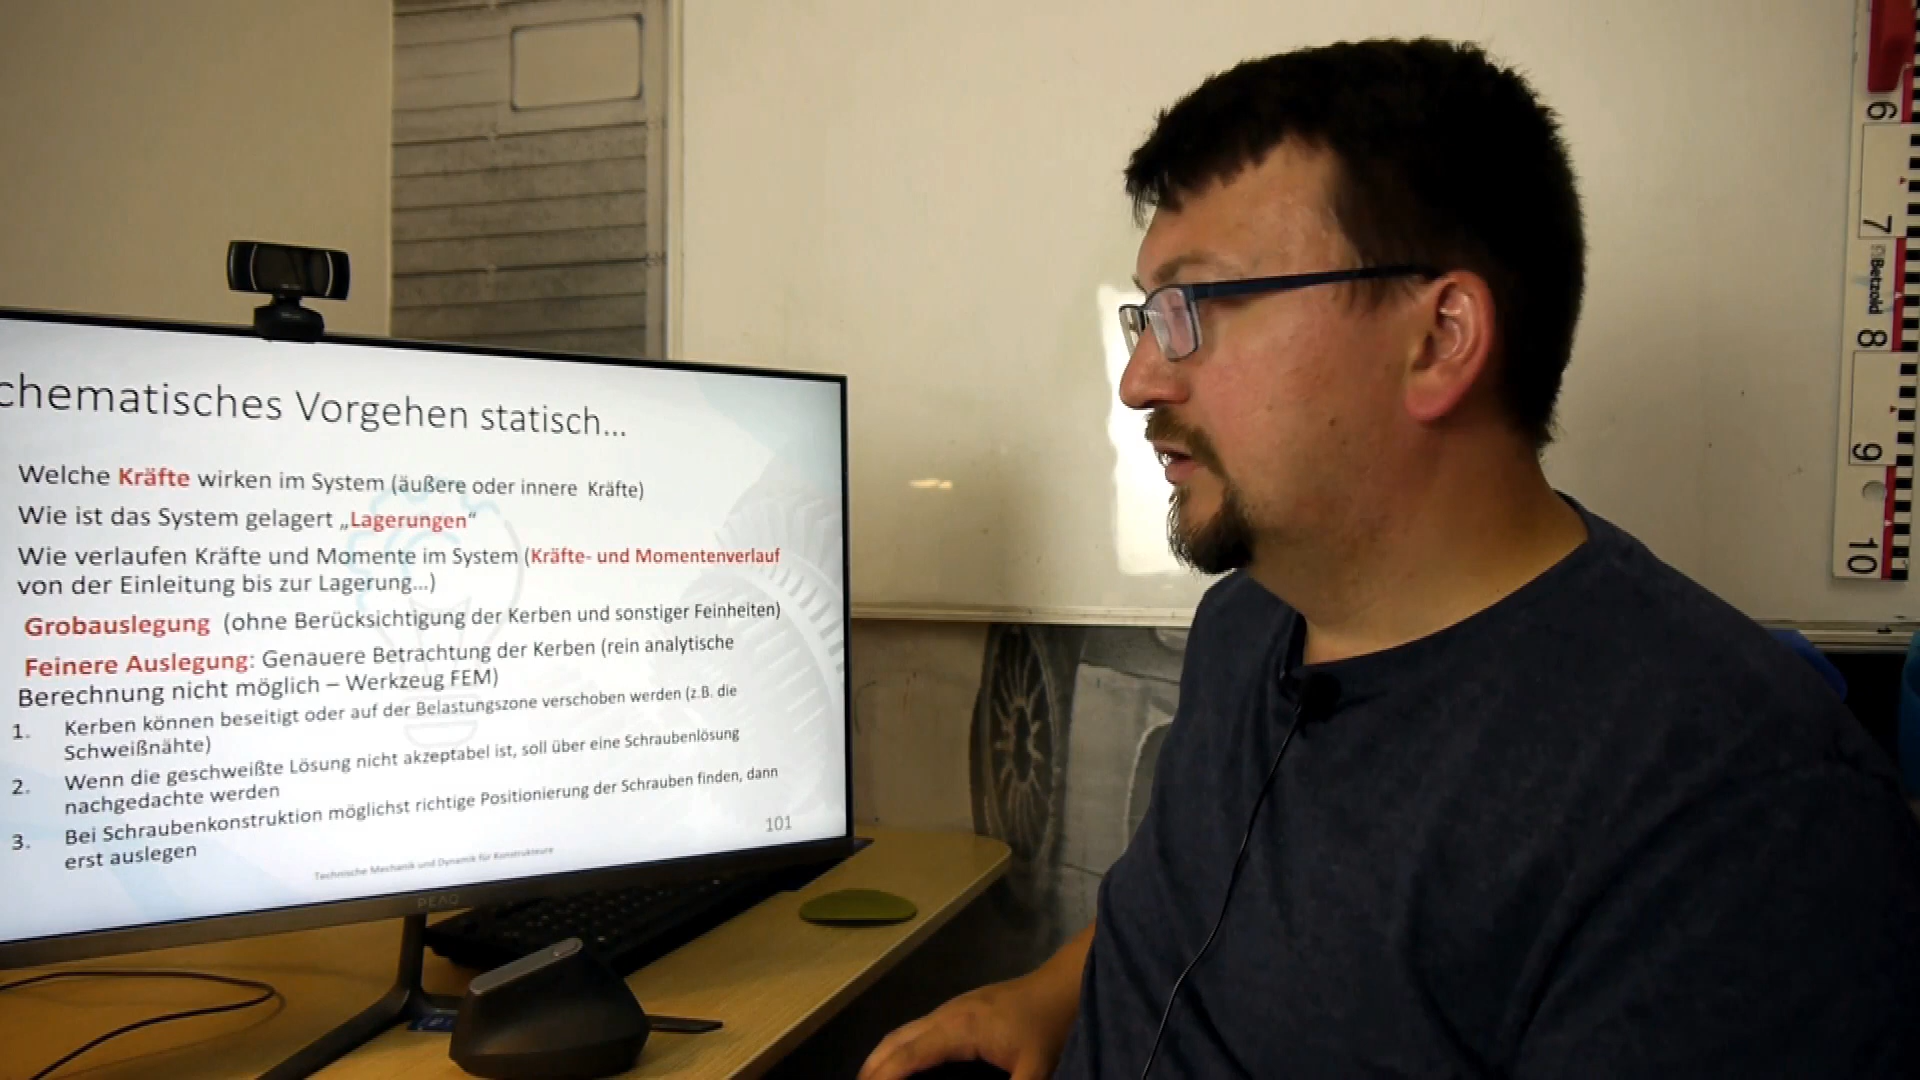 chematisches Vorgehen statisch...
Welche Kräfte wirken im System (äußere oder innere Kräfte)
Wie ist das System gelagert „Lagerungen“
Wie verlaufen Kräfte und Momente im System (Kräfte- und Momentenverlauf
von der Einleitung bis zur Lagerung...)
Grobauslegung (ohne Berücksichtigung der Kerben und sonstiger Feinheiten)
Feinere Auslegung: Genauere Betrachtung der Kerben (rein analytische
Berechnung nicht möglich – Werkzeug FEM)
1. Kerben können beseitigt oder auf der Belastungszone verschoben werden (z.B. die
Schweißnähte)
2. Wenn die geschweißte Lösung nicht akzeptabel ist, soll über eine Schraubenlösung
nachgedachte werden
3. Bei Schraubenkonstruktion möglichst richtige Positionierung der Schrauben finden, dann
erst auslegen
101
Technische Mechanik und Dynamik für Konstrukteure
PEAQ
6
7
Betzold
8
9
10